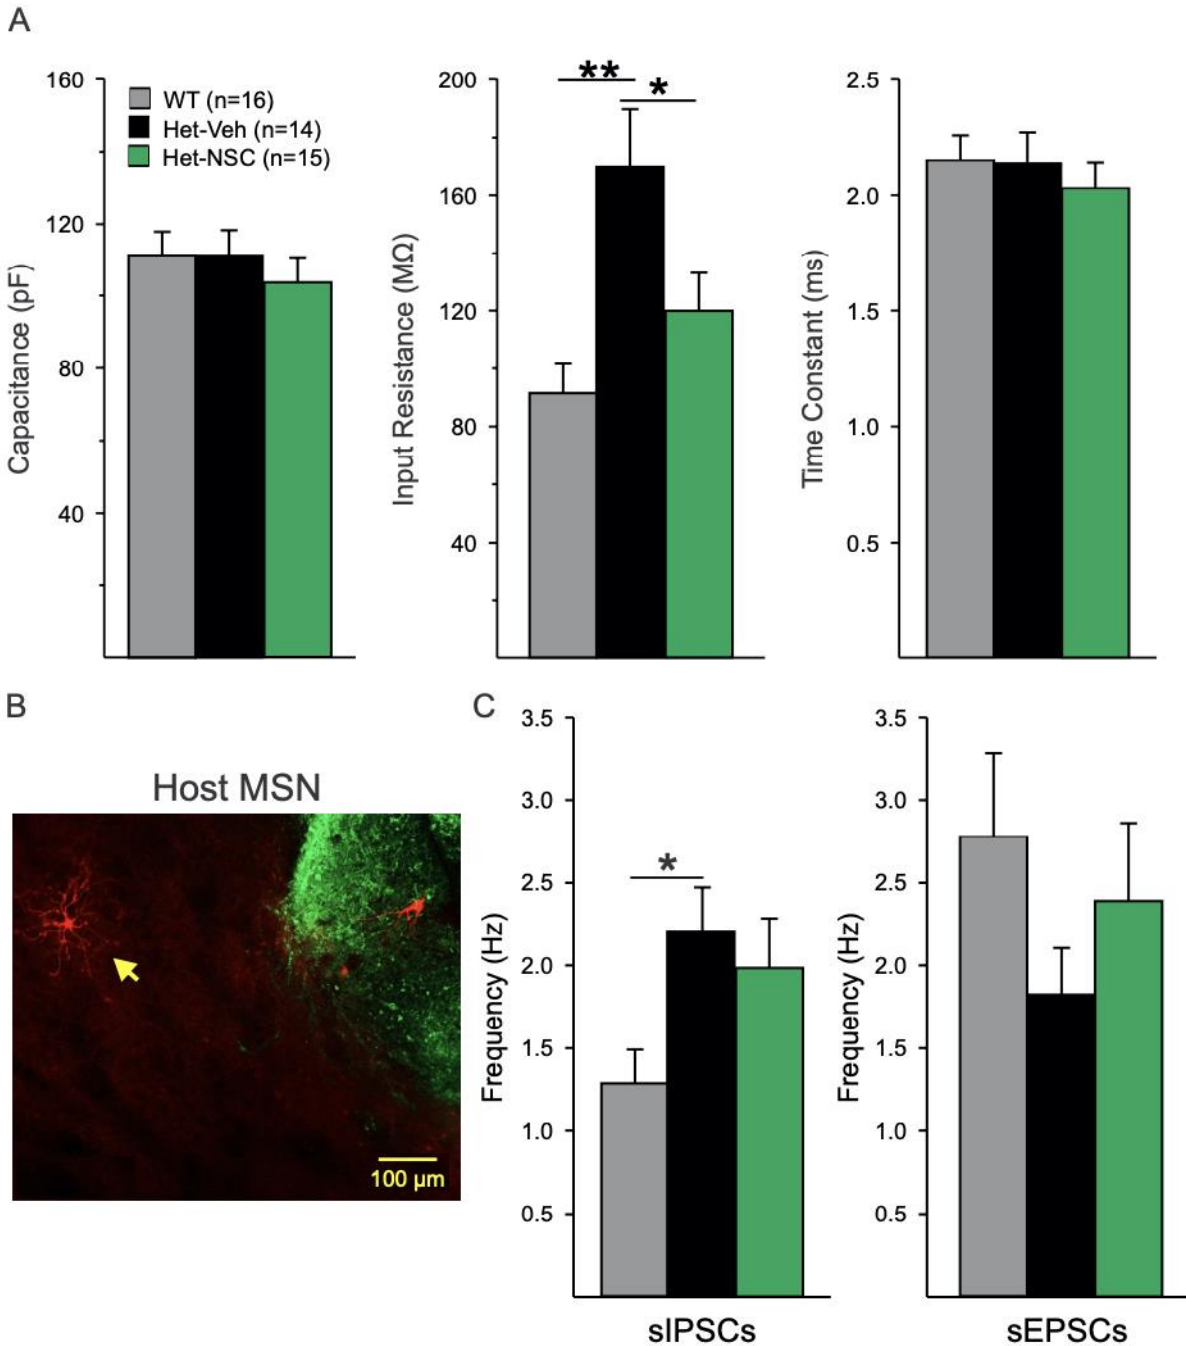 A
Capacitance (pF)
160
120
80
40
WT (n=16)
Het-Veh (n=14)
Het-NSC (n=15)
Input Resistance (MΩ)
200
160
120
80
40
**
*
Time Constant (ms)
2.5
2.0
1.5
1.0
0.5
B
Host MSN
100 µm
C
Frequency (Hz)
3.5
3.0
2.5
2.0
1.5
1.0
0.5
*
sIPSCs
Frequency (Hz)
3.5
3.0
2.5
2.0
1.5
1.0
0.5
sEPSCs